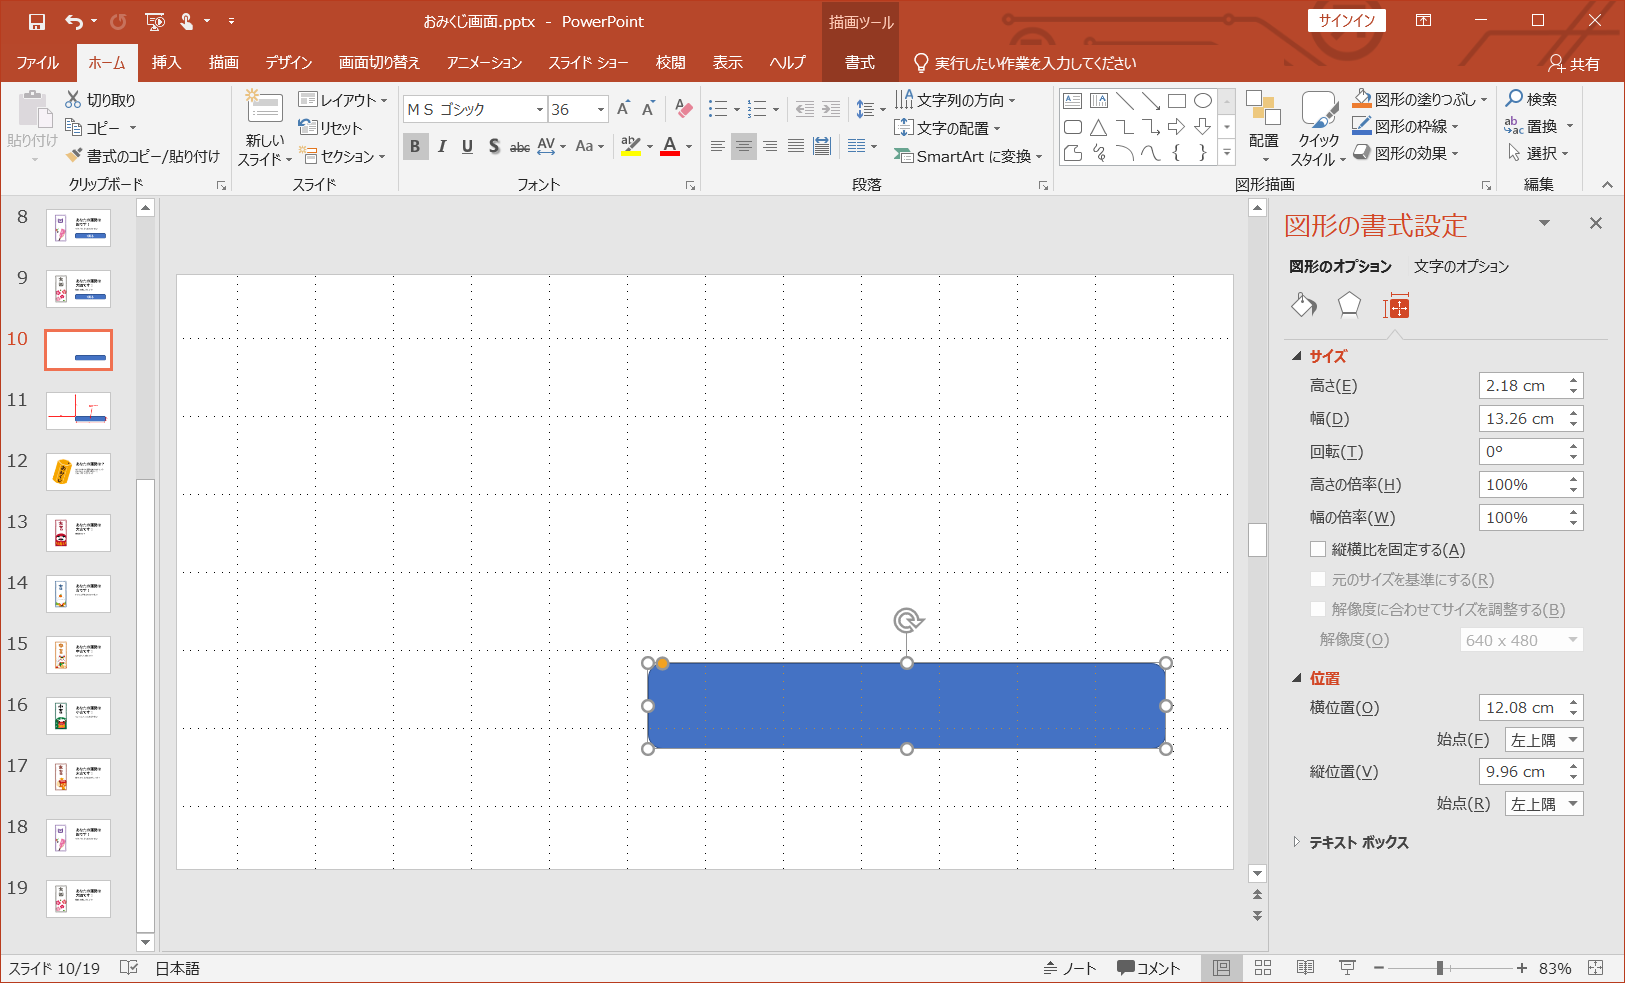 おみくじ画面.pptx - PowerPoint
描画ツール
サインイン
ファイル ホーム 挿入 描画 デザイン 画面切り替え アニメーション スライド ショー 校閲 表示 ヘルプ 書式 実行したい作業を入力してください 共有
貼り付け
切り取り
コピー
書式のコピー/貼り付け
クリップボード
新しい
スライド
レイアウト
リセット
セクション
スライド
ＭＳ ゴシック 36
B I U S abc AV Aa A
フォント
文字列の方向
文字の配置
SmartArt に変換
段落
配置
クイック
スタイル
図形の塗りつぶし
図形の枠線
図形の効果
図形描画
検索
置換
選択
編集
8
9
10
11
12
13
14
15
16
17
18
19
図形の書式設定
図形のオプション 文字のオプション
サイズ
高さ(E) 2.18 cm
幅(D) 13.26 cm
回転(T) 0°
高さの倍率(H) 100%
幅の倍率(W) 100%
縦横比を固定する(A)
元のサイズを基準にする(R)
解像度に合わせてサイズを調整する(B)
解像度(O) 640 x 480
位置
横位置(O) 12.08 cm
始点(F) 左上隅
縦位置(V) 9.96 cm
始点(R) 左上隅
テキスト ボックス
スライド 10/19 日本語 ノート コメント 83%